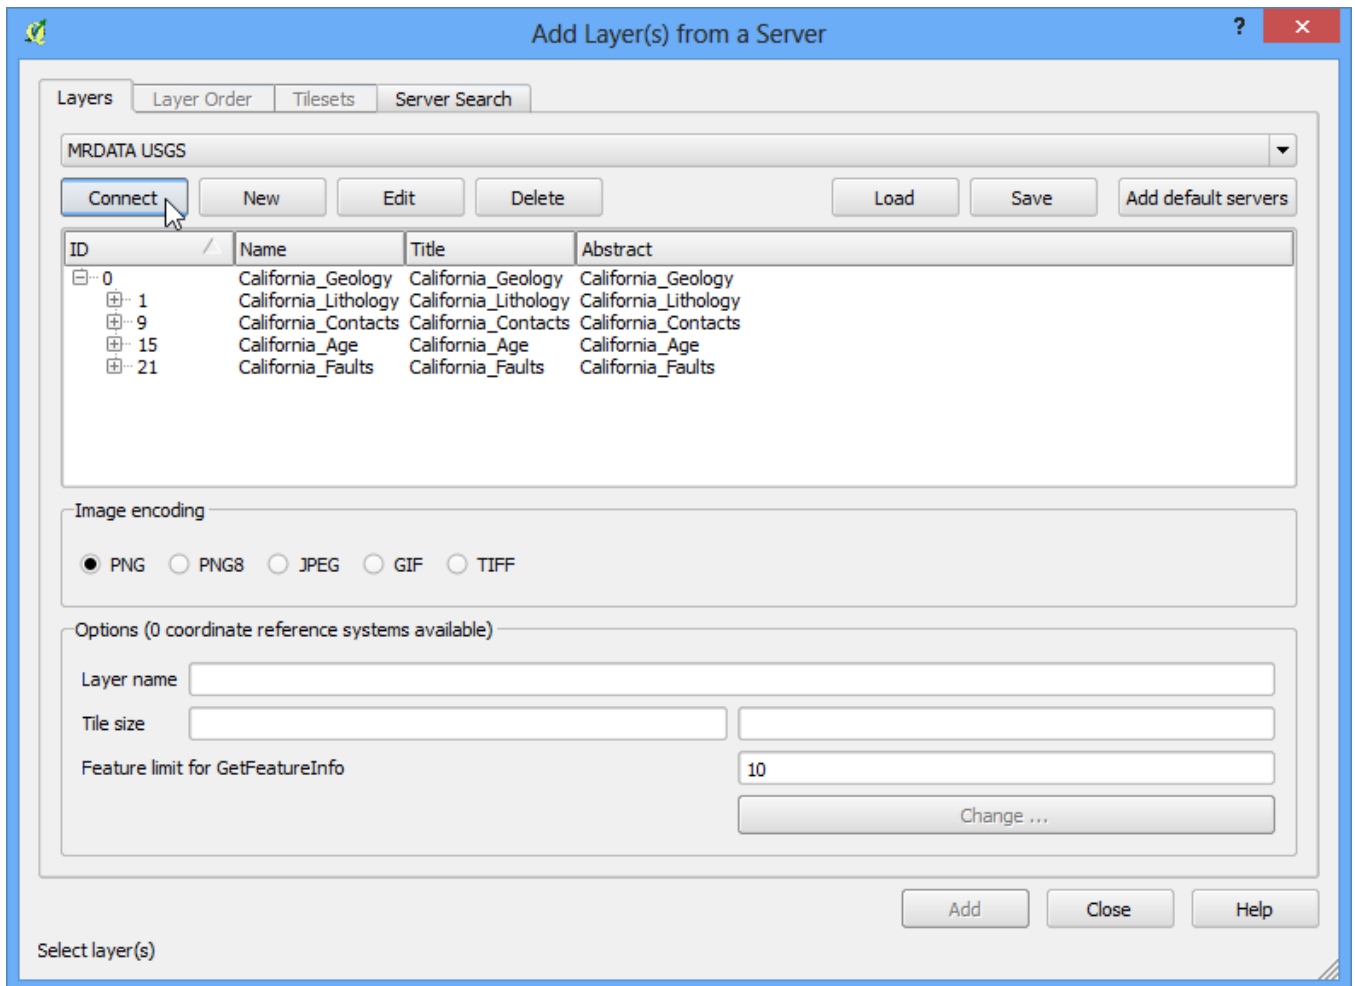 Add Layer(s) from a Server ? ×
Layers Layer Order Tilesets Server Search
MRDATA USGS
Connect New Edit Delete Load Save Add default servers
ID Name Title Abstract
0 California_Geology California_Geology California_Geology
1 California_Lithology California_Lithology California_Lithology
9 California_Contacts California_Contacts California_Contacts
15 California_Age California_Age California_Age
21 California_Faults California_Faults California_Faults
Image encoding
PNG PNG8 JPEG GIF TIFF
Options (0 coordinate reference systems available)
Layer name
Tile size
Feature limit for GetFeatureInfo 10
Change ...
Add Close Help
Select layer(s)